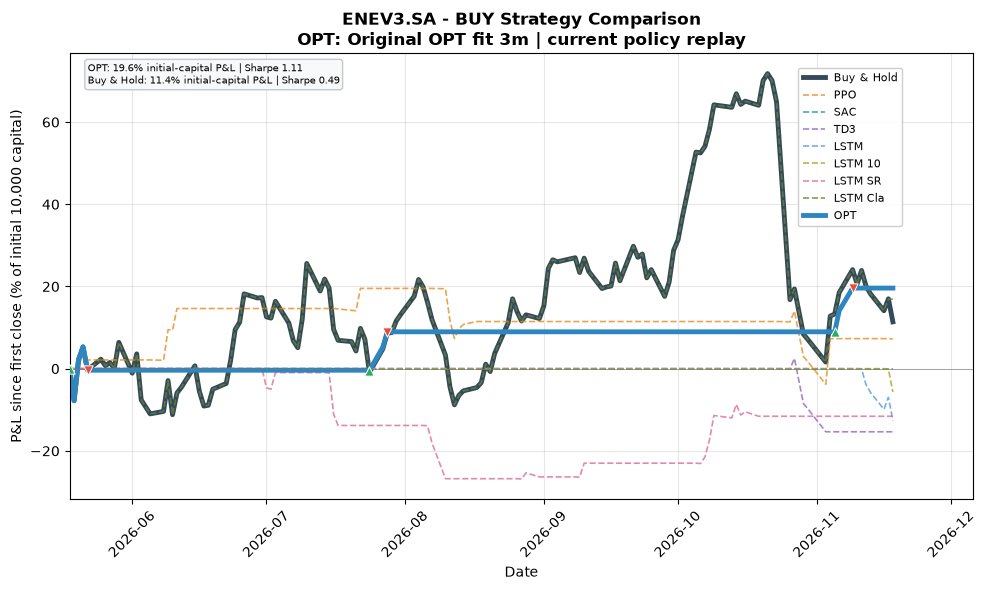 ENEV3.SA - BUY Strategy Comparison
OPT: Original OPT fit 3m | current policy replay
OPT: 19.6% initial-capital P&L | Sharpe 1.11
Buy & Hold: 11.4% initial-capital P&L | Sharpe 0.49
Buy & Hold
PPO
SAC
TD3
LSTM
LSTM 10
LSTM SR
LSTM Cla
OPT
P&L since first close (% of initial 10,000 capital)
60
40
20
0
−20
2026-06
2026-07
2026-08
2026-09
2026-10
2026-11
2026-12
Date